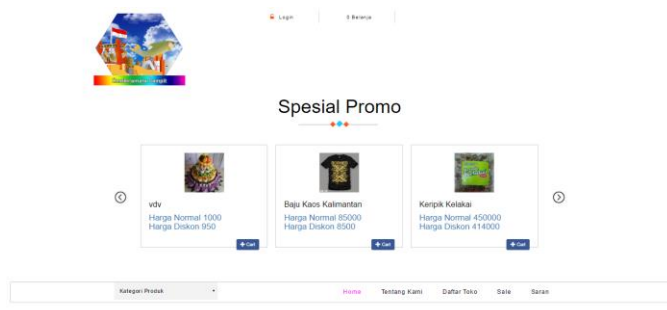 Login
0 Belanja
Spesial Promo
vdv
Harga Normal 1000
Harga Diskon 950
+ Cart
Baju Kaos Kalimantan
Harga Normal 85000
Harga Diskon 8500
+ Cart
Keripik Kelakai
Harga Normal 450000
Harga Diskon 414000
+ Cart
Kategori Produk
Home
Tentang Kami
Daftar Toko
Sale
Saran